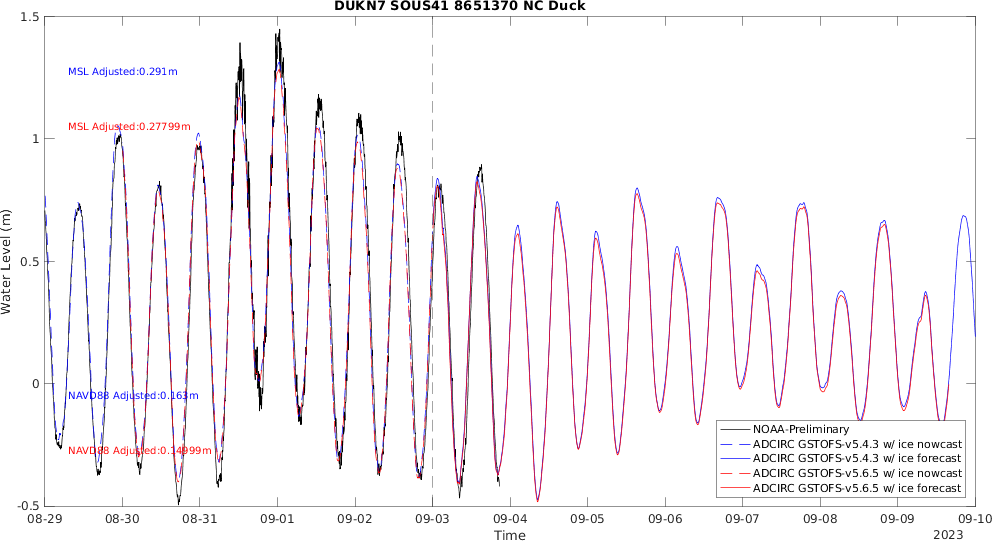 DUKN7 SOUS41 8651370 NC Duck
1.5
1
0.5
0
-0.5
Water Level (m)
MSL Adjusted:0.291m
MSL Adjusted:0.27799m
NAVD88 Adjusted:0.163m
NAVD88 Adjusted:0.14999m
NOAA-Preliminary
ADCIRC GSTOFS-v5.4.3 w/ ice nowcast
ADCIRC GSTOFS-v5.4.3 w/ ice forecast
ADCIRC GSTOFS-v5.6.5 w/ ice nowcast
ADCIRC GSTOFS-v5.6.5 w/ ice forecast
08-29 08-30 08-31 09-01 09-02 09-03 09-04 09-05 09-06 09-07 09-08 09-09 09-10
Time
2023